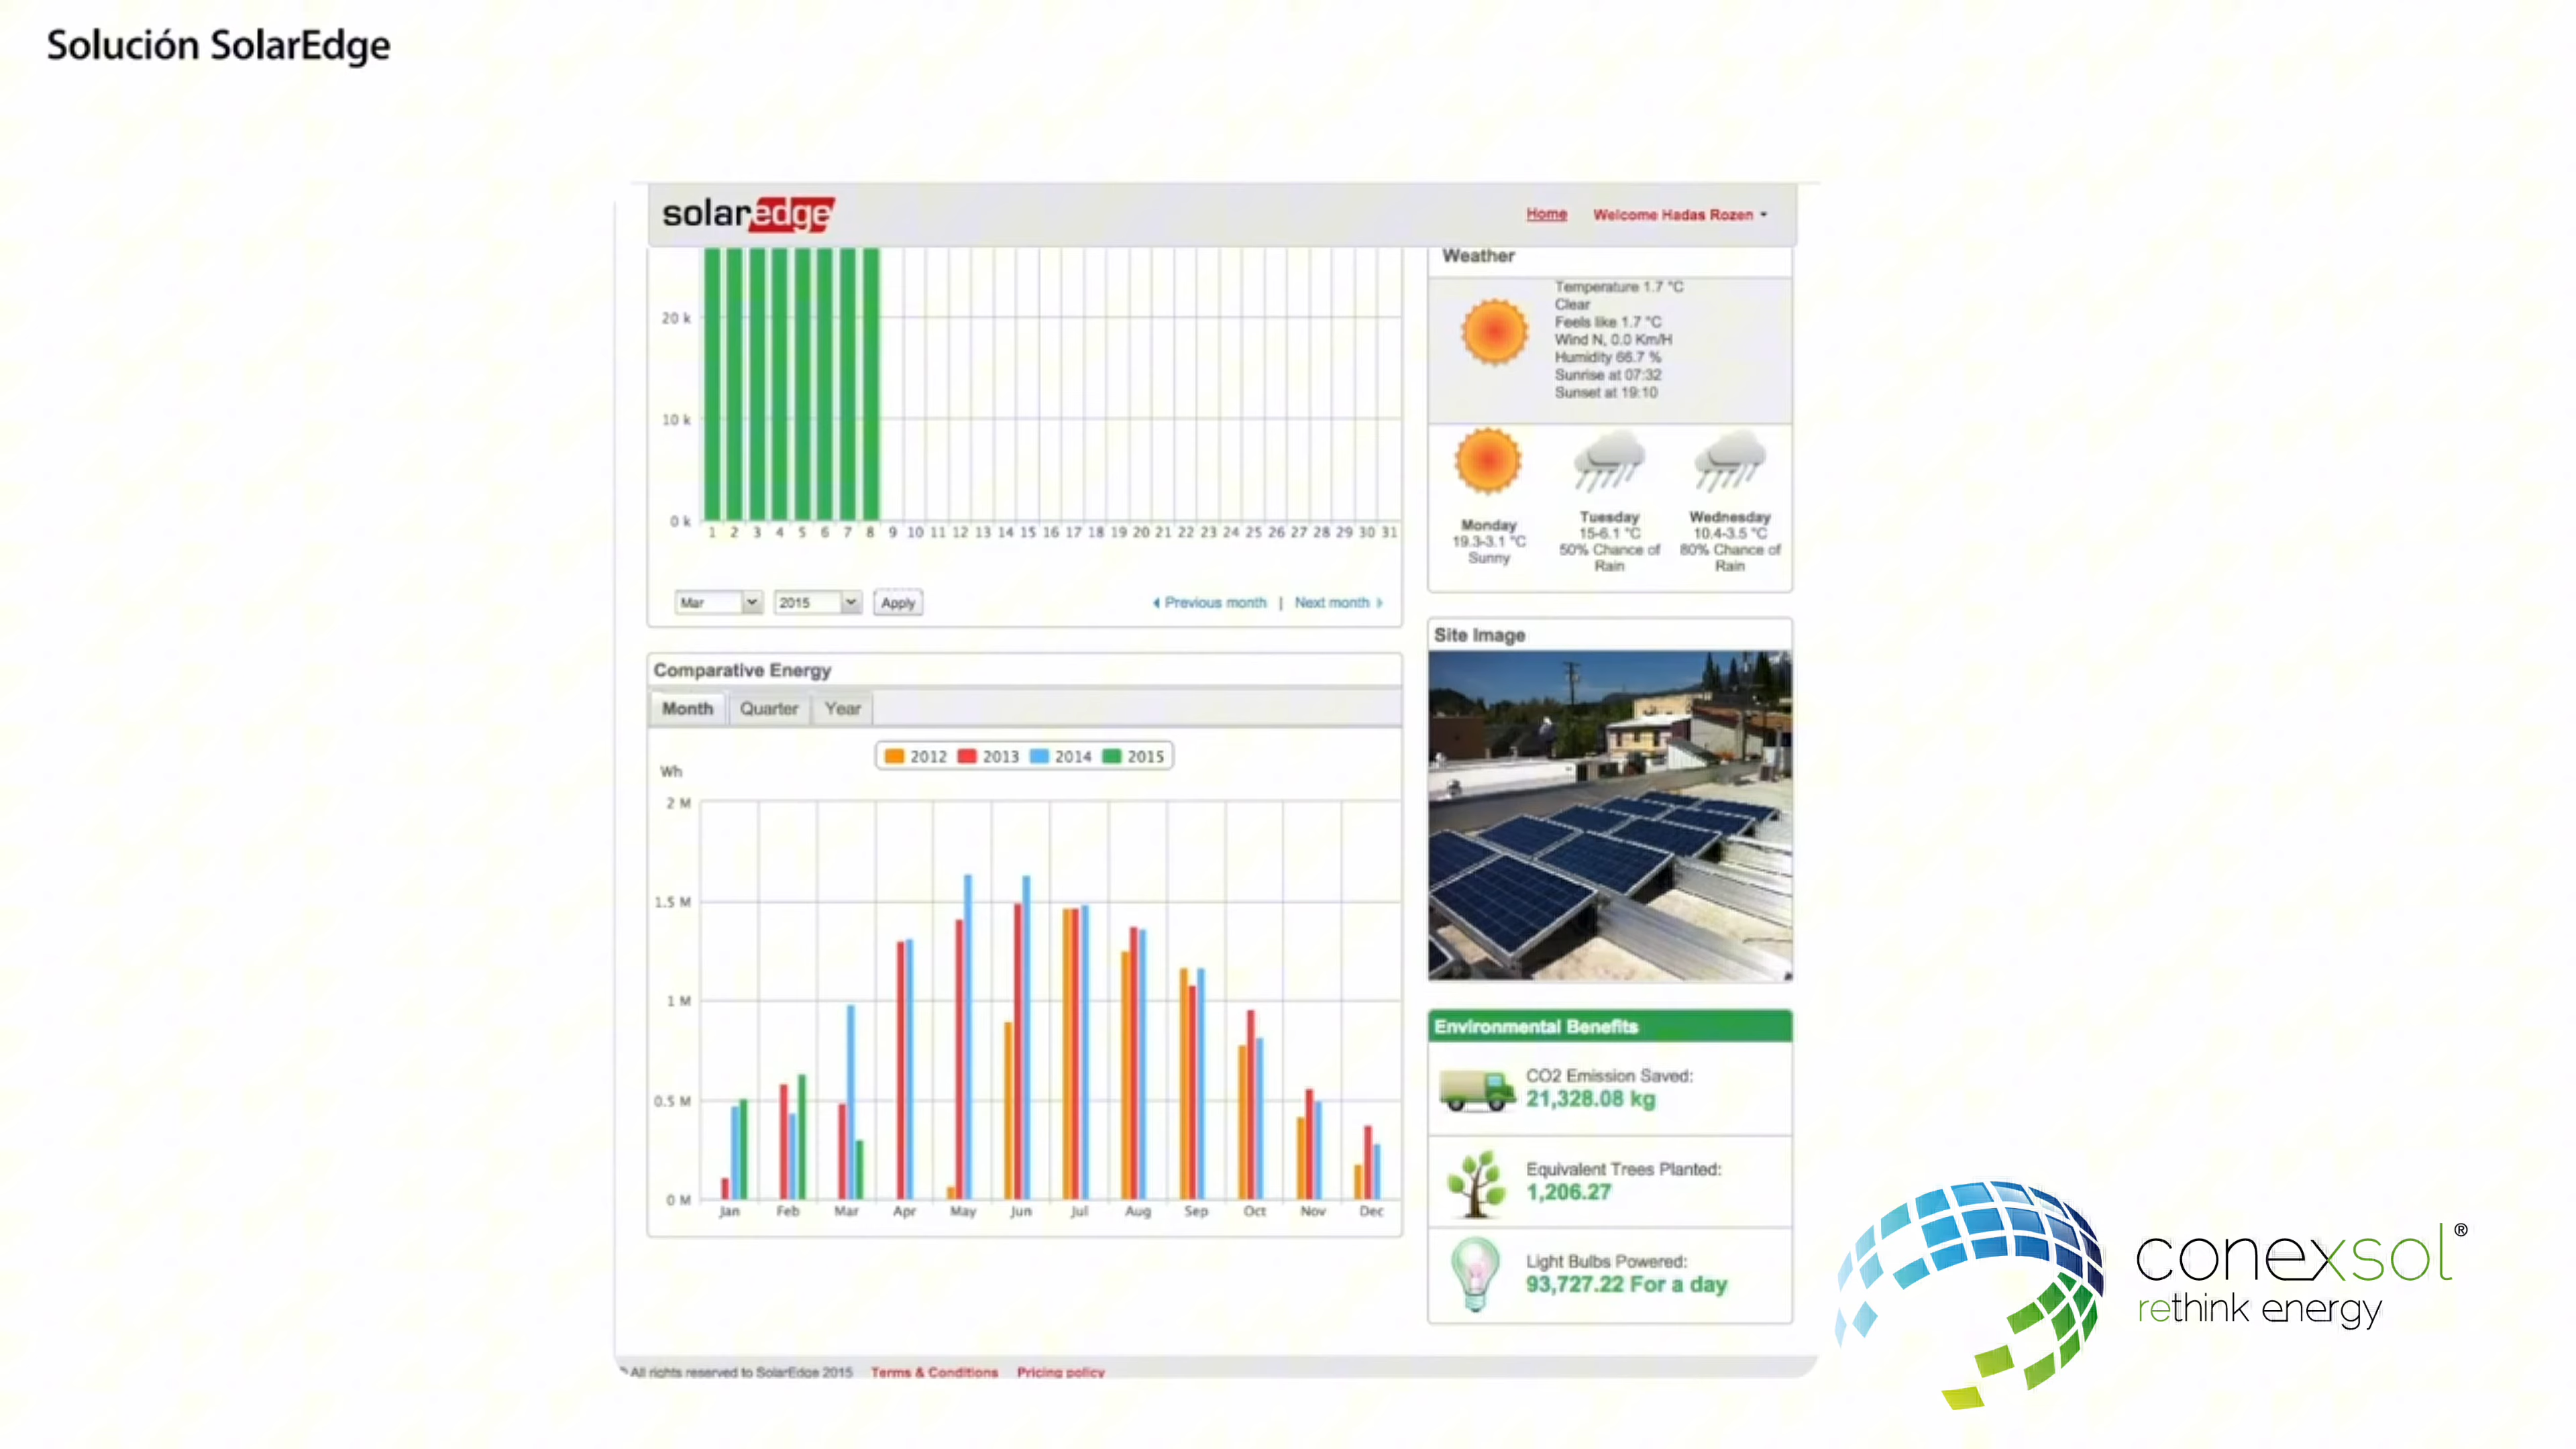 Solución SolarEdge
solaredge
Home
Welcome Hadas Rozen
20 k
10 k
0 k
1 2 3 4 5 6 7 8 9 10 11 12 13 14 15 16 17 18 19 20 21 22 23 24 25 26 27 28 29 30 31
Mar
2015
Apply
Previous month | Next month
Weather
Temperature 1.7 °C
Clear
Feels like 1.7 °C
Wind N, 0.0 Km/H
Humidity 66.7 %
Sunrise at 07:32
Sunset at 19:10
Monday
19.3-3.1 °C
Sunny
Tuesday
15-6.1 °C
50% Chance of
Rain
Wednesday
10.4-3.5 °C
80% Chance of
Rain
Comparative Energy
Month Quarter Year
2012 2013 2014 2015
Wh
2 M
1.5 M
1 M
0.5 M
0 M
Jan Feb Mar Apr May Jun Jul Aug Sep Oct Nov Dec
Site Image
Environmental Benefits
CO2 Emission Saved:
21,328.08 kg
Equivalent Trees Planted:
1,206.27
Light Bulbs Powered:
93,727.22 For a day
© All rights reserved to SolarEdge 2015 Terms & Conditions Pricing policy
conexsol®
rethink energy